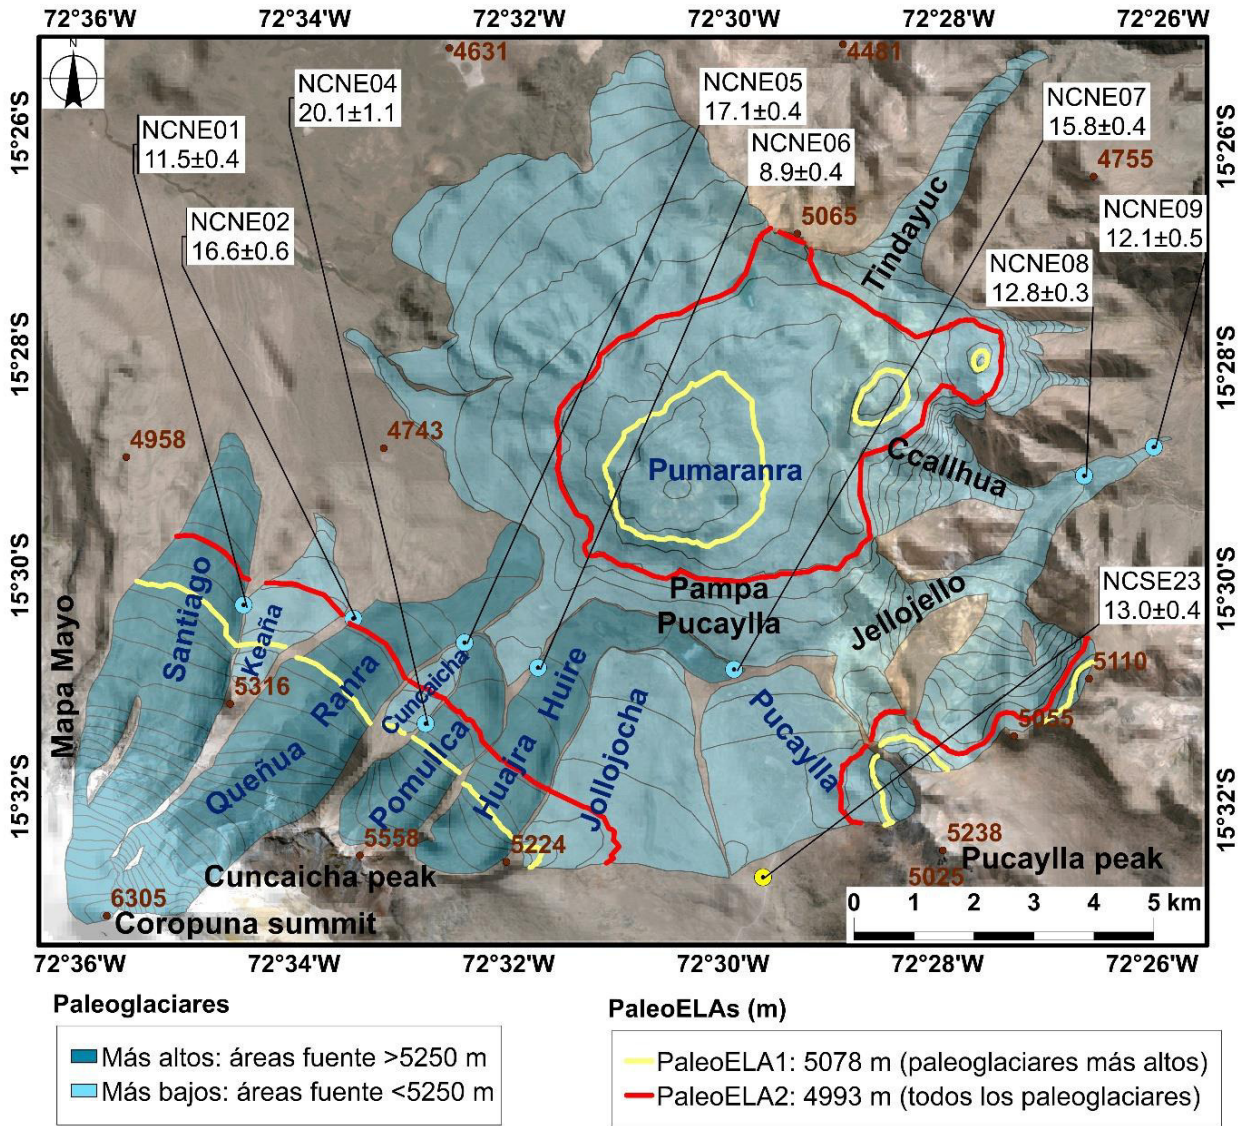 72°36'W 72°34'W 72°32'W 72°30'W 72°28'W 72°26'W
N
4631
4481
NCNE04
20.1±1.1
NCNE05
17.1±0.4
NCNE07
15.8±0.4
NCNE01
11.5±0.4
NCNE06
8.9±0.4
15°26'S
15°26'S
4755
NCNE02
16.6±0.6
NCNE09
12.1±0.5
5065
Tindayuc
NCNE08
12.8±0.3
15°28'S
15°28'S
4958
4743
Pumaranra
Ccallhua
15°30'S
15°30'S
Pampa
Pucaylla
Jellojello
NCSE23
13.0±0.4
Mapa Mayo
Santiago
Keaña
5316
Queñua Ranra
Cuncaicha
Pomullca
Huajra Huire
Jollojocha
Pucaylla
5110
5055
15°32'S
15°32'S
5558
5224
5238
Cuncaicha peak
Pucaylla peak
5025
6305
Coropuna summit
0 1 2 3 4 5 km
72°36'W 72°34'W 72°32'W 72°30'W 72°28'W 72°26'W
Paleoglaciares
Más altos: áreas fuente >5250 m
Más bajos: áreas fuente <5250 m
PaleoELAs (m)
PaleoELA1: 5078 m (paleoglaciares más altos)
PaleoELA2: 4993 m (todos los paleoglaciares)